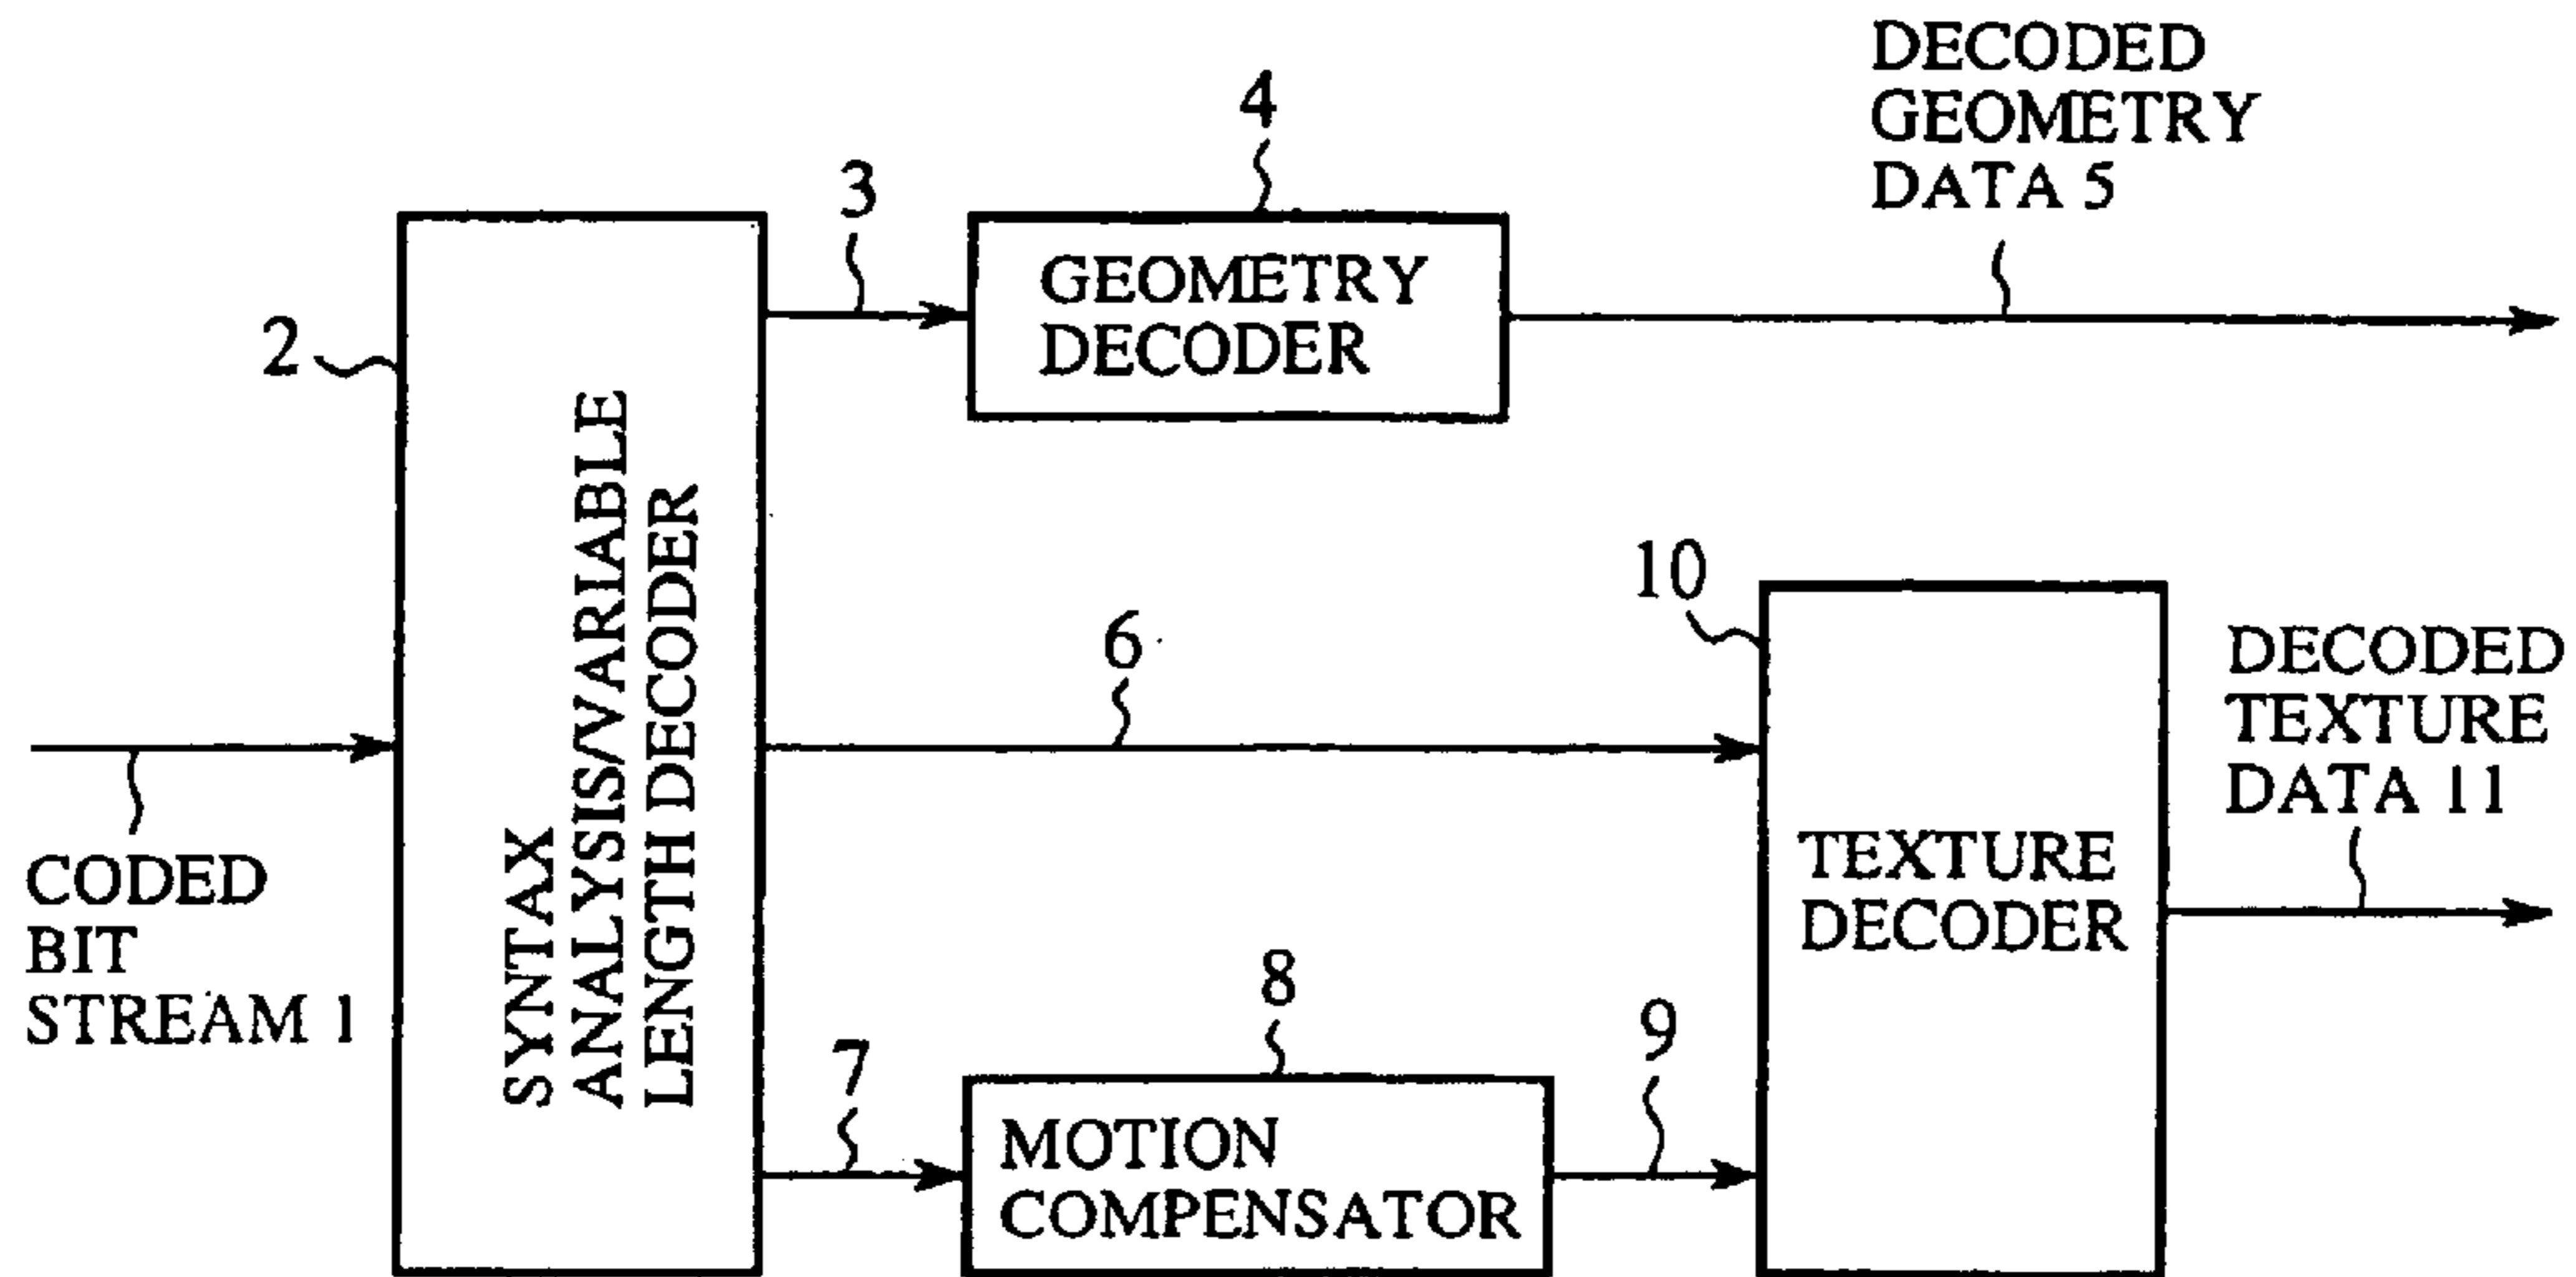 DECODED
GEOMETRY
DATA 5
4
3
GEOMETRY
DECODER
2
SYNTAX
ANALYSIS/VARIABLE
LENGTH DECODER
10
6
DECODED
TEXTURE
DATA 11
TEXTURE
DECODER
CODED
BIT
STREAM 1
8
9
7
MOTION
COMPENSATOR